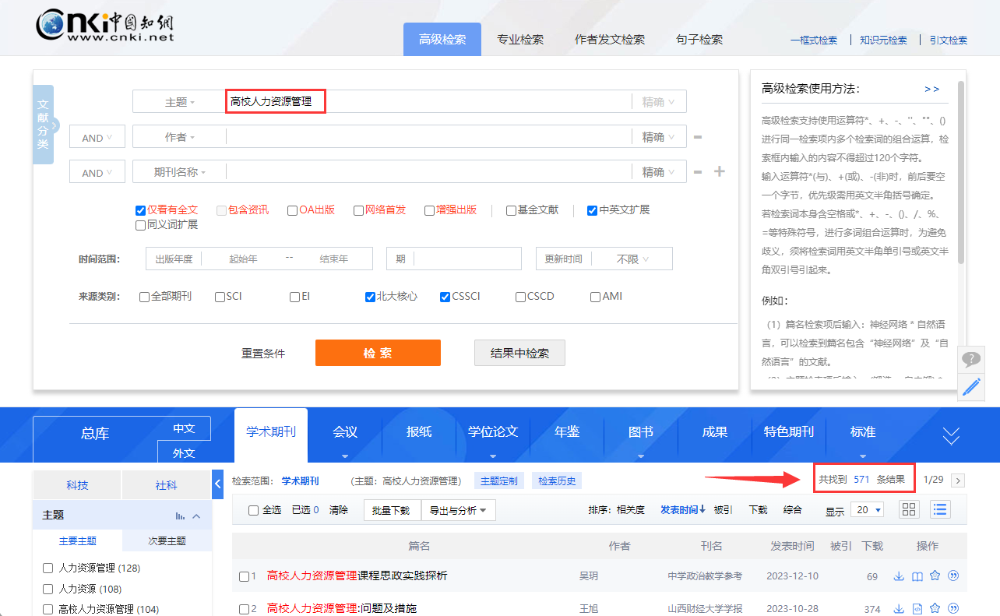 cnki 中国知网
www.cnki.net
高级检索 专业检索 作者发文检索 句子检索 一框式检索 | 知识元检索 | 引文检索
文献分类
主题 高校人力资源管理 精确
AND 作者 精确
AND 期刊名称 精确
仅看有全文 包含资讯 OA出版 网络首发 增强出版 基金文献 中英文扩展
同义词扩展
时间范围: 出版年度 起始年 -- 结束年 期 更新时间 不限
来源类别: 全部期刊 SCI EI 北大核心 CSSCI CSCD AMI
重置条件 检索 结果中检索
高级检索使用方法: >>
高级检索支持使用运算符*、+、-、''、""、()
进行同一检索项内多个检索词的组合运算,检
索框内输入的内容不得超过120个字符。
输入运算符*(与)、+(或)、-(非)时,前后要空
一个字节,优先级需用英文半角括号确定。
若检索词本身含空格或*、+、-、()、/、%、
=等特殊符号,进行多词组合运算时,为避免
歧义,须将检索词用英文半角单引号或英文半
角双引号引起来。
例如:
(1)篇名检索项后输入:神经网络 * 自然语
言,可以检索到篇名包含“神经网络”及“自
然语言”的文献。
总库 中文 外文 学术期刊 会议 报纸 学位论文 年鉴 图书 成果 特色期刊 标准
科技 社科
检索范围: 学术期刊 (主题:高校人力资源管理) 主题定制 检索历史 共找到 571 条结果 1/29 >
全选 已选 0 清除 批量下载 导出与分析 排序: 相关度 发表时间↓ 被引 下载 综合 显示 20
主题
主要主题 次要主题
人力资源管理 (128)
人力资源 (108)
高校人力资源管理 (104)
篇名 作者 刊名 发表时间 被引 下载 操作
1 高校人力资源管理课程思政实践探析 吴玥 中学政治教学参考 2023-12-10 69
2 高校人力资源管理:问题及措施 王旭 山西财经大学学报 2023-10-28 374